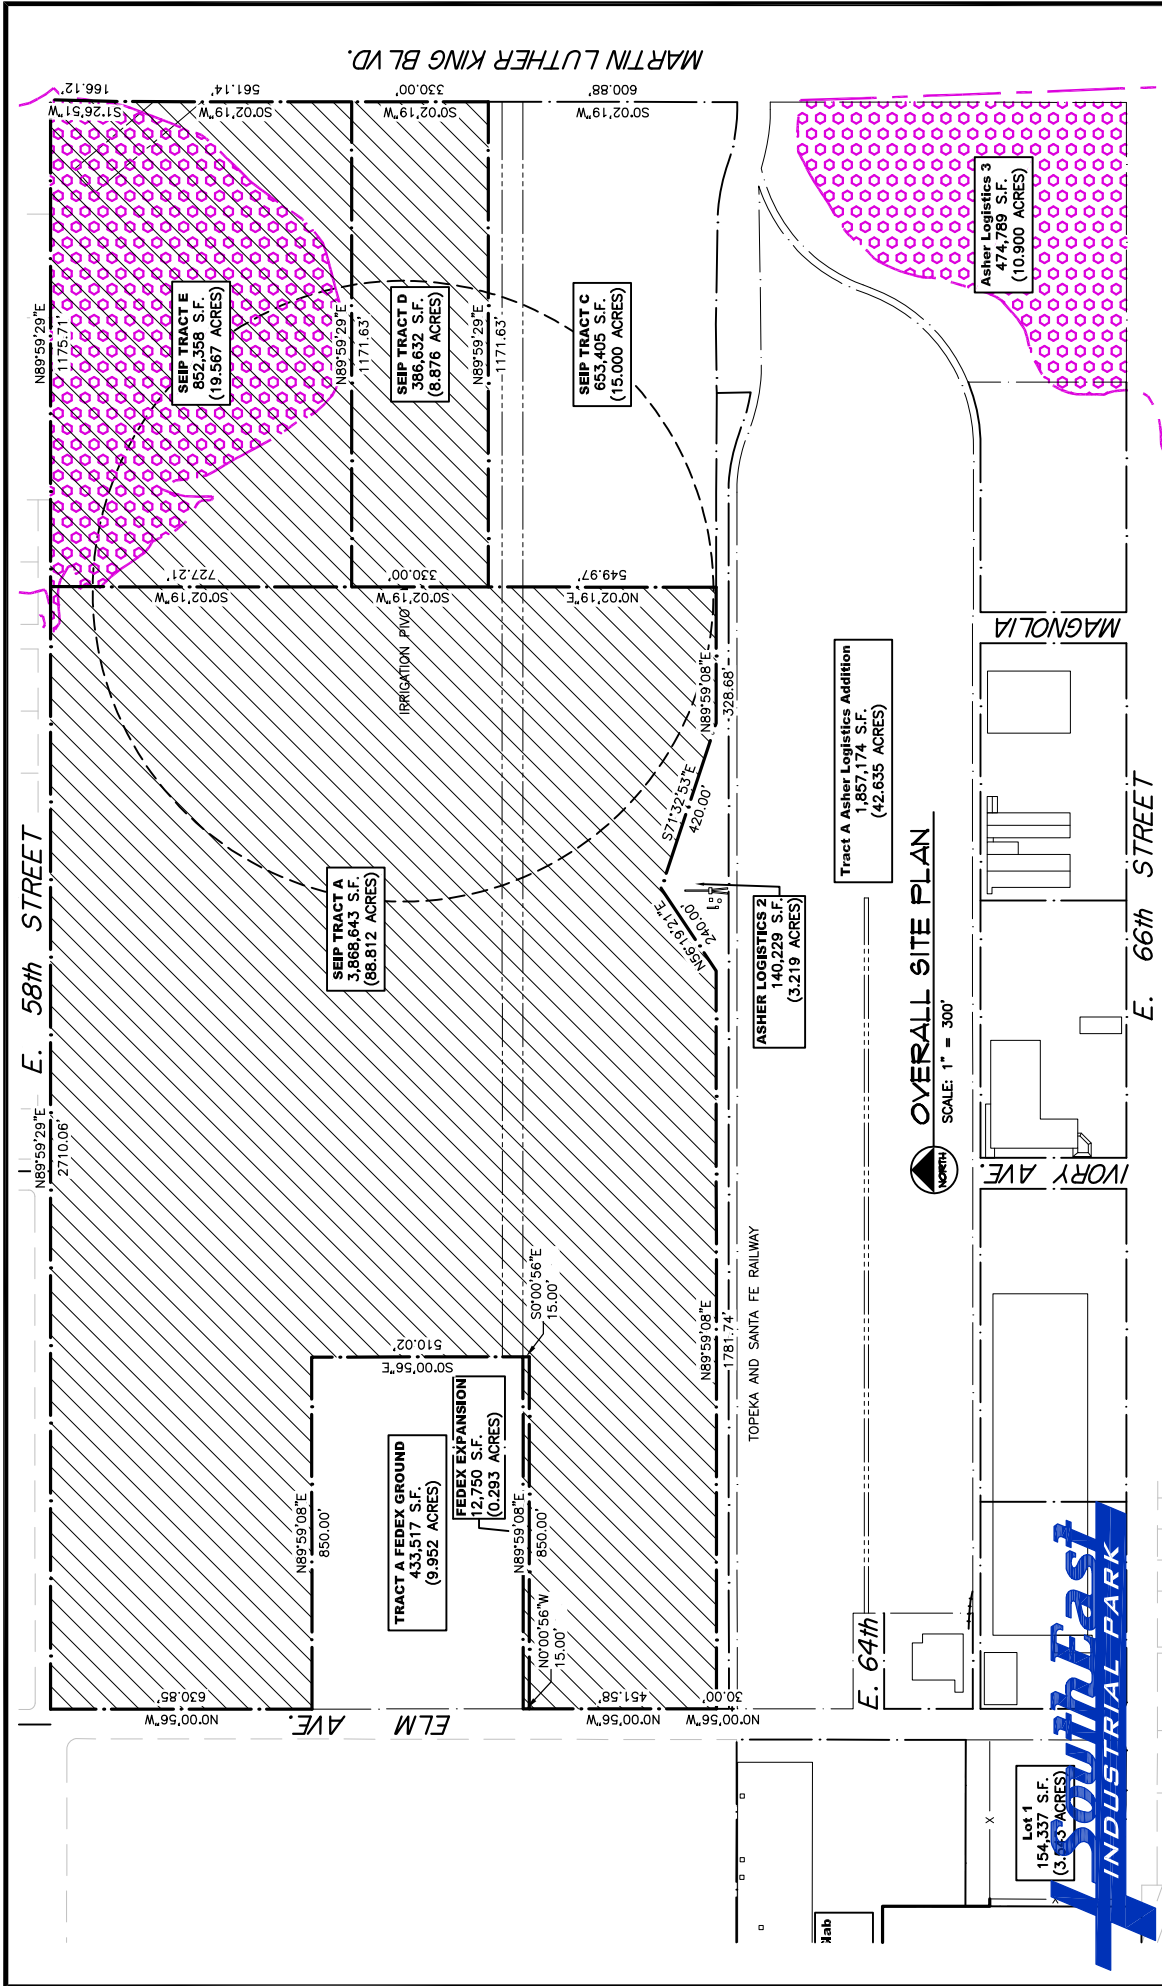 MARTIN LUTHER KING BLVD.
166.12'
S1°26'51"W
561.14'
S0°02'19"W
330.00'
S0°02'19"W
600.88'
S0°02'19"W
N89°59'29"E
1175.71'
SEIP TRACT E
852,358 S.F.
(19.567 ACRES)
N89°59'29"E
1171.63'
SEIP TRACT D
386,632 S.F.
(8.876 ACRES)
N89°59'29"E
1171.63'
SEIP TRACT C
653,405 S.F.
(15.000 ACRES)
Asher Logistics 3
474,789 S.F.
(10.900 ACRES)
727.21'
S0°02'19"W
330.00'
S0°02'19"W
549.97'
N0°02'19"E
IRRIGATION PIVO
N89°59'08"E
328.68'
S71°32'53"E
420.00'
N56°19'21"E
240.00'
E. 58th STREET
SEIP TRACT A
3,868,643 S.F.
(88.812 ACRES)
ASHER LOGISTICS 2
140,229 S.F.
(3.219 ACRES)
Tract A Asher Logistics Addition
1,857,174 S.F.
(42.635 ACRES)
MAGNOLIA
E. 66th STREET
OVERALL SITE PLAN
SCALE: 1" = 300'
NORTH
IVORY AVE.
N89°59'29"E
2710.06'
S0°00'56"E
15.00'
510.02'
S0°00'56"E
N89°59'08"E
1781.74'
TOPEKA AND SANTA FE RAILWAY
TRACT A FEDEX GROUND
433,517 S.F.
(9.952 ACRES)
FEDEX EXPANSION
12,750 S.F.
(0.293 ACRES)
N89°59'08"E
850.00'
N89°59'08"E
850.00'
N0°00'56"W
15.00'
630.85'
N0°00'56"W
451.58'
N0°00'56"W
30.00'
N0°00'56"W
ELM AVE.
E. 64th
Lot 1
154,337 S.F.
ACRES)
lab
SouthEast
INDUSTRIAL PARK